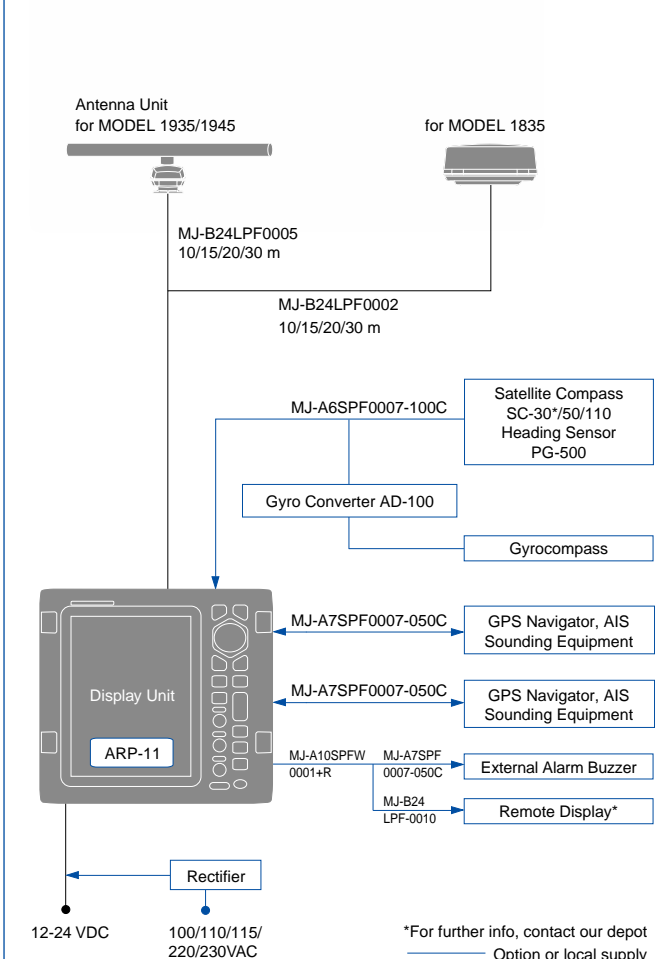 Antenna Unit
for MODEL 1935/1945
for MODEL 1835
MJ-B24LPF0005
10/15/20/30 m
MJ-B24LPF0002
10/15/20/30 m
MJ-A6SPF0007-100C
Satellite Compass
SC-30*/50/110
Heading Sensor
PG-500
Gyro Converter AD-100
Gyrocompass
MJ-A7SPF0007-050C
GPS Navigator, AIS
Sounding Equipment
Display Unit
MJ-A7SPF0007-050C
GPS Navigator, AIS
Sounding Equipment
ARP-11
MJ-A10SPFW
0001+R
MJ-A7SPF
0007-050C
External Alarm Buzzer
MJ-B24
LPF-0010
Remote Display*
Rectifier
12-24 VDC
100/110/115/
220/230VAC
*For further info, contact our depot
Option or local supply